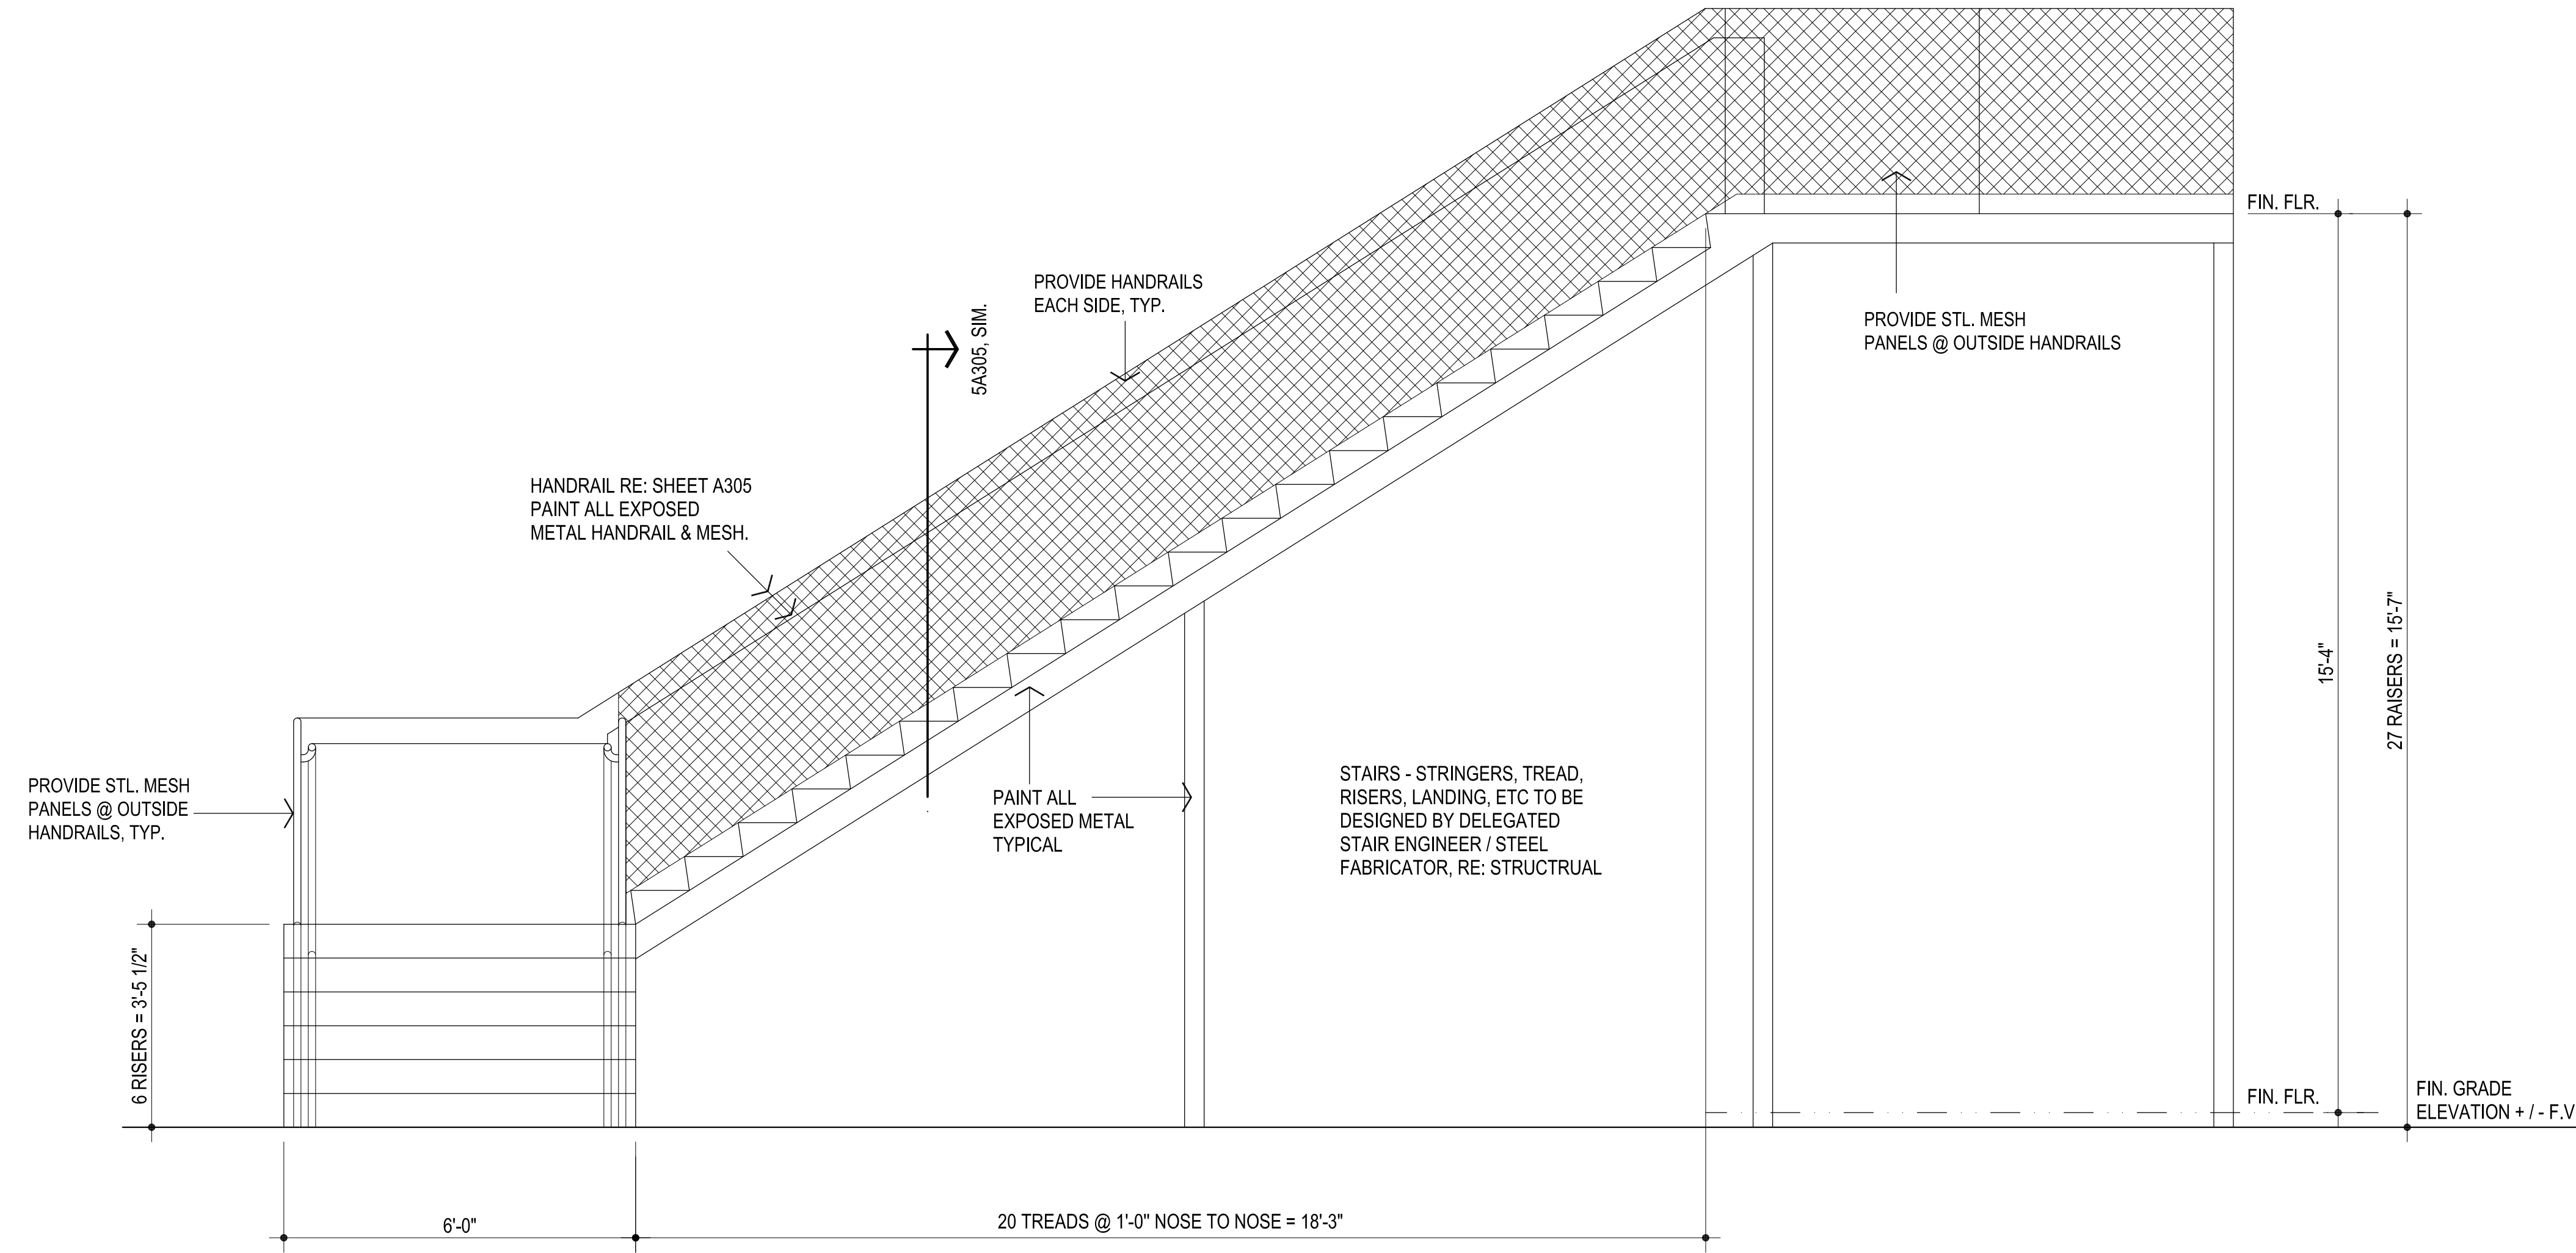 FIN. FLR.
PROVIDE HANDRAILS
EACH SIDE, TYP.
5A305, SIM.
PROVIDE STL. MESH
PANELS @ OUTSIDE HANDRAILS
HANDRAIL RE: SHEET A305
PAINT ALL EXPOSED
METAL HANDRAIL & MESH.
15'-4"
27 RAISERS = 15'-7"
PROVIDE STL. MESH
PANELS @ OUTSIDE
HANDRAILS, TYP.
PAINT ALL
EXPOSED METAL
TYPICAL
STAIRS - STRINGERS, TREAD,
RISERS, LANDING, ETC TO BE
DESIGNED BY DELEGATED
STAIR ENGINEER / STEEL
FABRICATOR, RE: STRUCTRUAL
6 RISERS = 3'-5 1/2"
FIN. FLR.
FIN. GRADE
ELEVATION + / - F.V
6'-0"
20 TREADS @ 1'-0" NOSE TO NOSE = 18'-3"